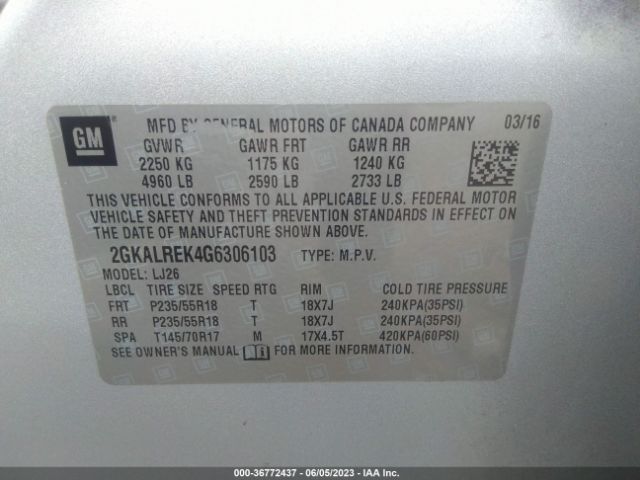 GM
MFD BY GENERAL MOTORS OF CANADA COMPANY 03/16
GVWR GAWR FRT GAWR RR
2250 KG 1175 KG 1240 KG
4960 LB 2590 LB 2733 LB
THIS VEHICLE CONFORMS TO ALL APPLICABLE U.S. FEDERAL MOTOR
VEHICLE SAFETY AND THEFT PREVENTION STANDARDS IN EFFECT ON
THE DATE OF MANUFACTURE SHOWN ABOVE.
2GKALREK4G6306103 TYPE: M.P.V.
MODEL: LJ26
LBCL TIRE SIZE SPEED RTG RIM COLD TIRE PRESSURE
FRT P235/55R18 T 18X7J 240KPA(35PSI)
RR P235/55R18 T 18X7J 240KPA(35PSI)
SPA T145/70R17 M 17X4.5T 420KPA(60PSI)
SEE OWNER'S MANUAL FOR MORE INFORMATION.
000-36772437 - 06/05/2023 - IAA Inc.